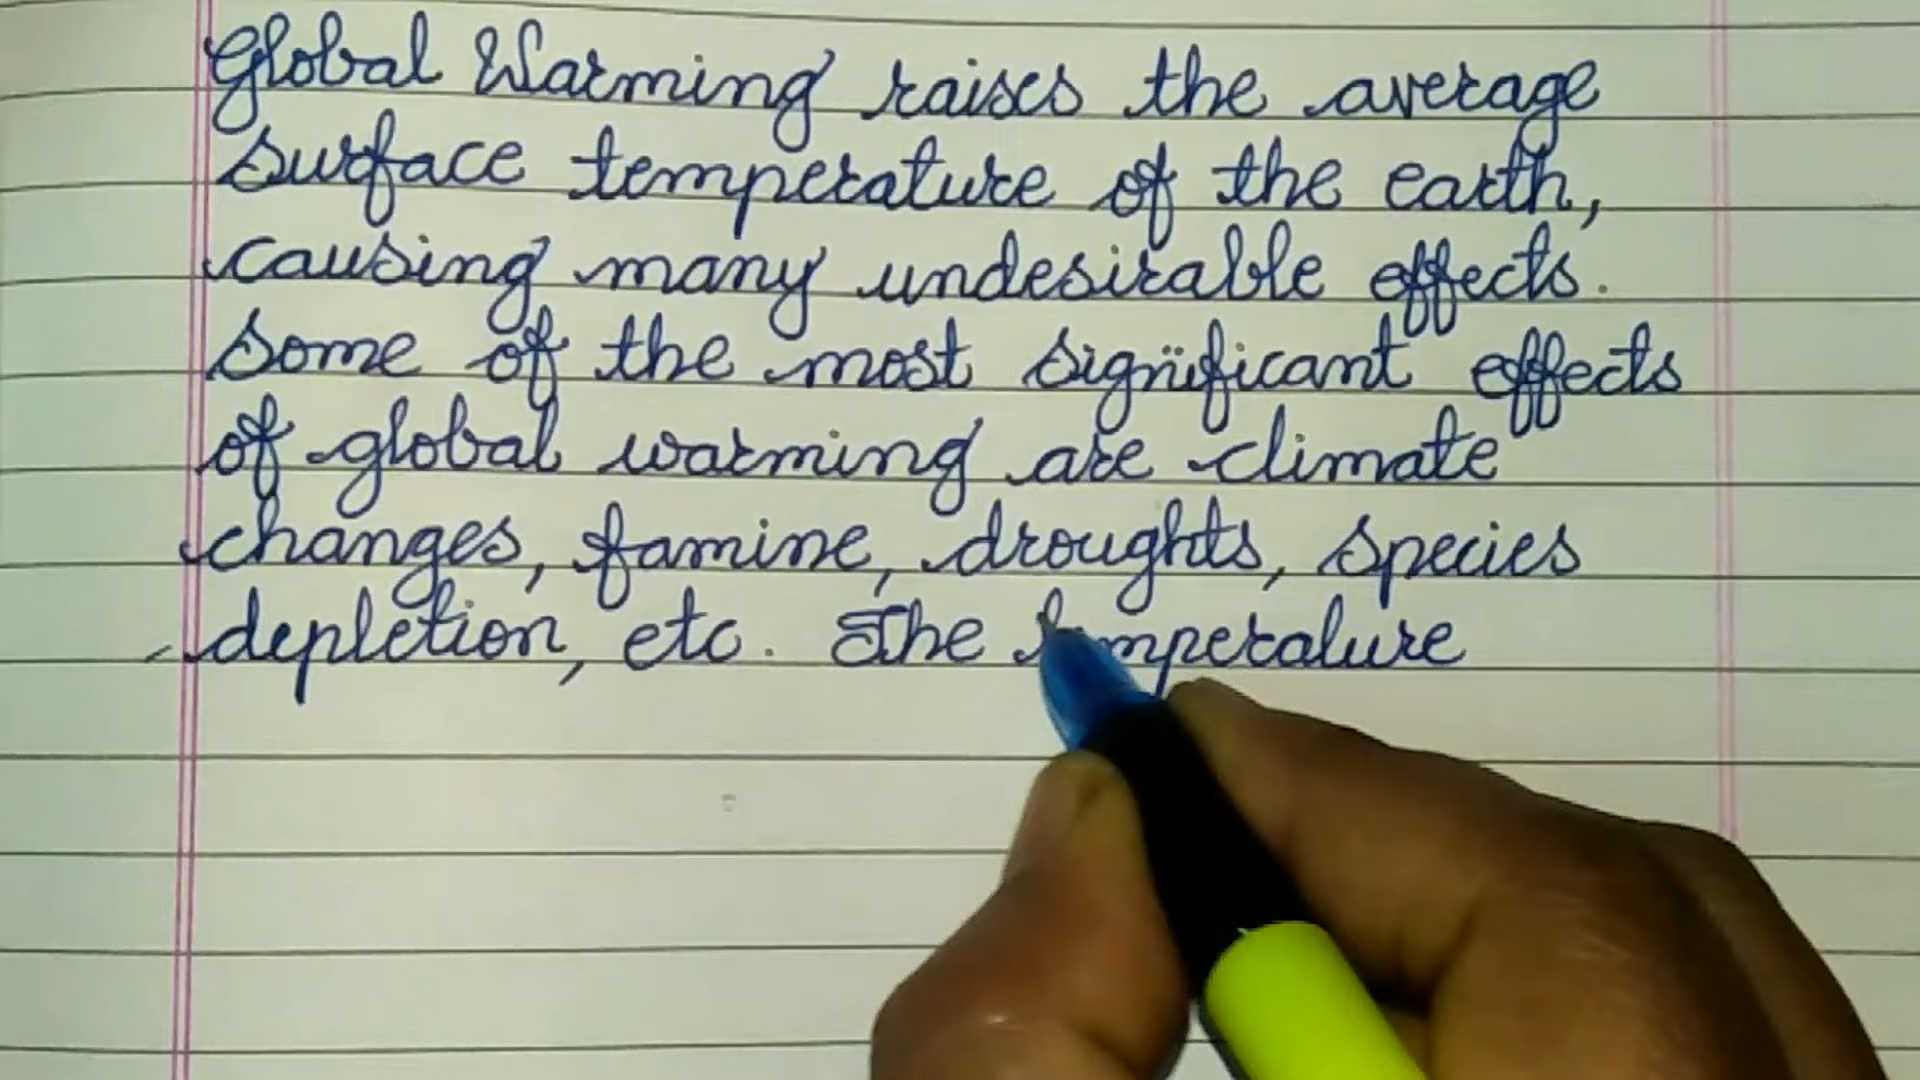 Global Warming raises the average
surface temperature of the earth,
causing many undesirable effects.
Some of the most significant effects
of global warming are climate
changes, famine, droughts, species
depletion, etc. The temperature